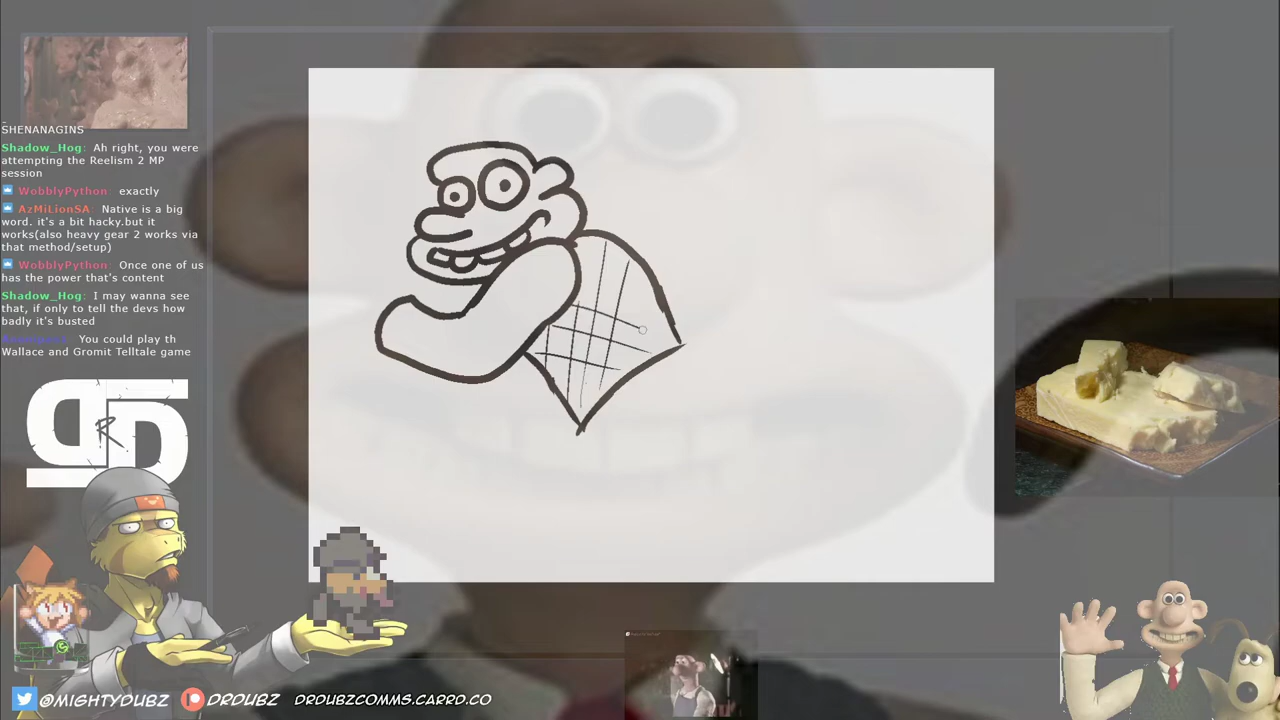 SHENANAGINS
Shadow_Hog: Ah right, you were
attempting the Reelism 2 MP
session
WobblyPython: exactly
AzMiLionSA: Native is a big
word. it's a bit hacky.but it
works(also heavy gear 2 works via
that method/setup)
WobblyPython: Once one of us
has the power that's content
Shadow_Hog: I may wanna see
that, if only to tell the devs how
badly it's busted
You could play th
Wallace and Gromit Telltale game
DRD
@MIGHTYDUBZ
DRDUBZ
DRDUBZCOMMS.CARRD.CO